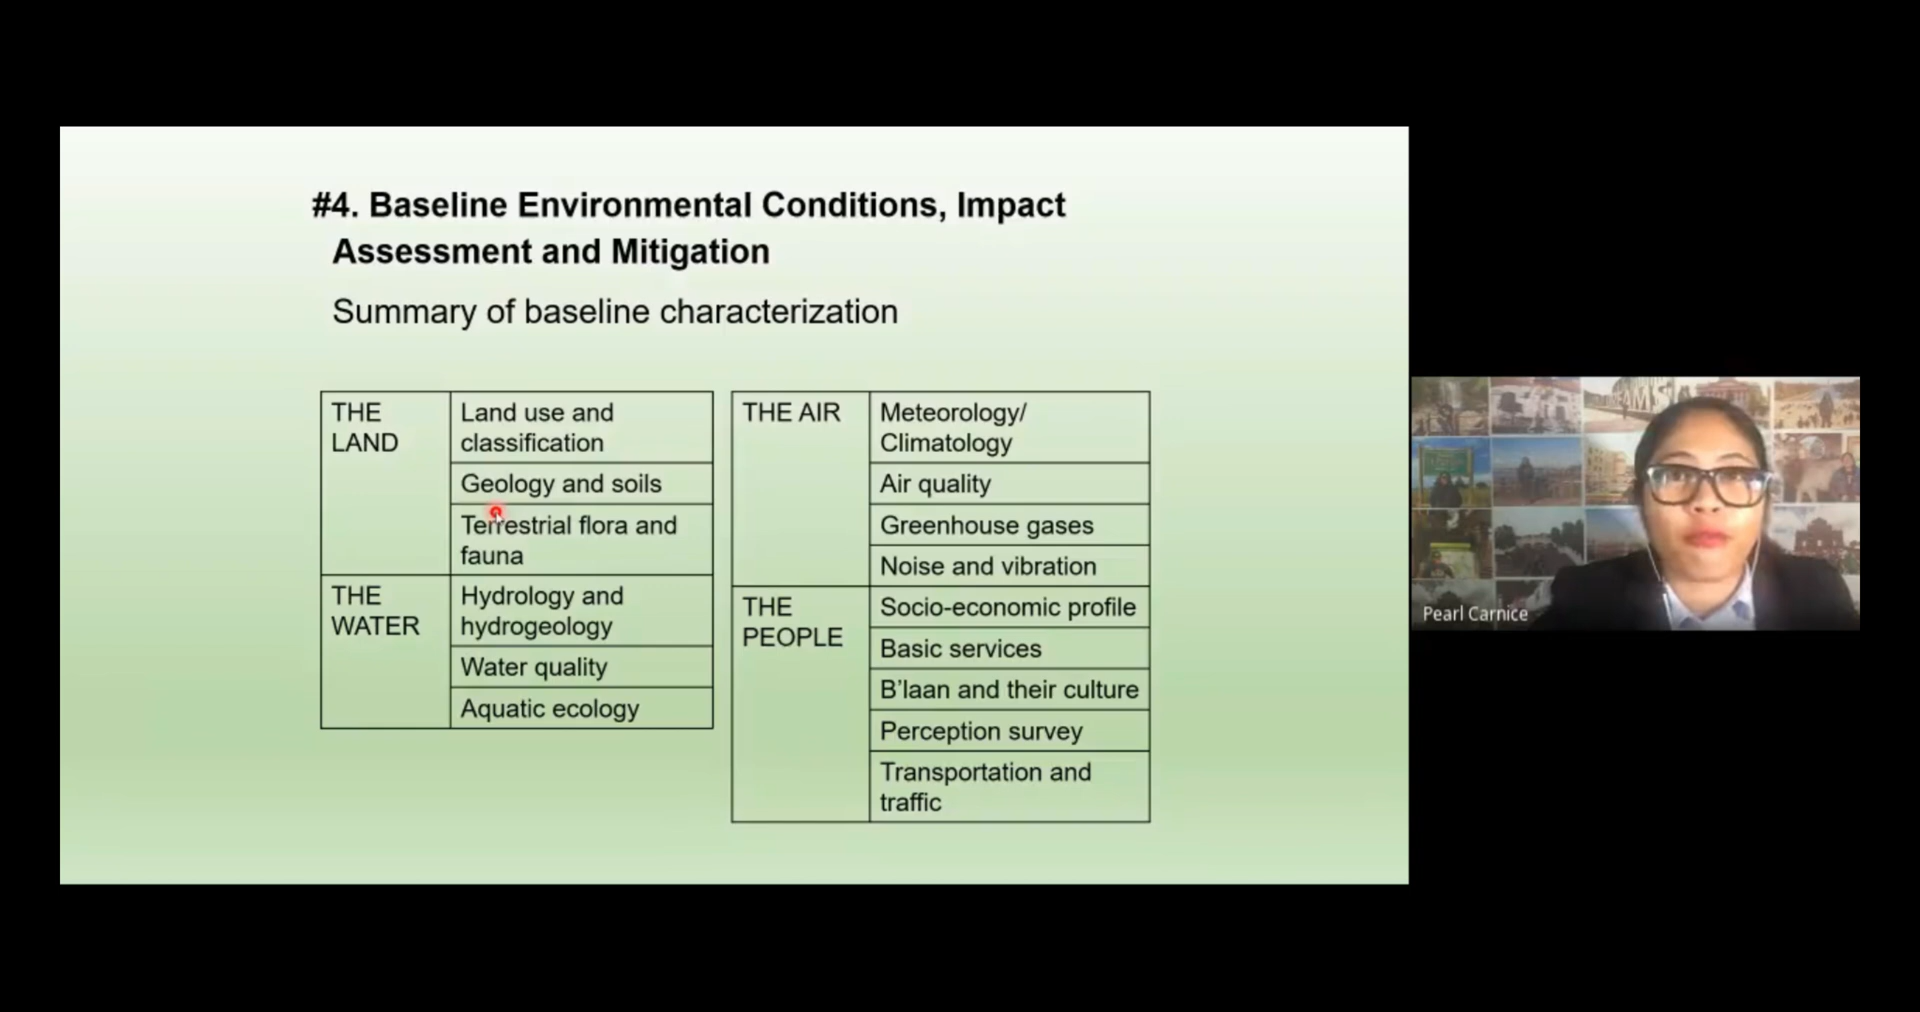 #4. Baseline Environmental Conditions, Impact
Assessment and Mitigation
Summary of baseline characterization
THE
LAND
Land use and
classification
Geology and soils
Terrestrial flora and
fauna
THE
WATER
Hydrology and
hydrogeology
Water quality
Aquatic ecology
THE AIR
Meteorology/
Climatology
Air quality
Greenhouse gases
Noise and vibration
THE
PEOPLE
Socio-economic profile
Basic services
B’laan and their culture
Perception survey
Transportation and
traffic
Pearl Carnice